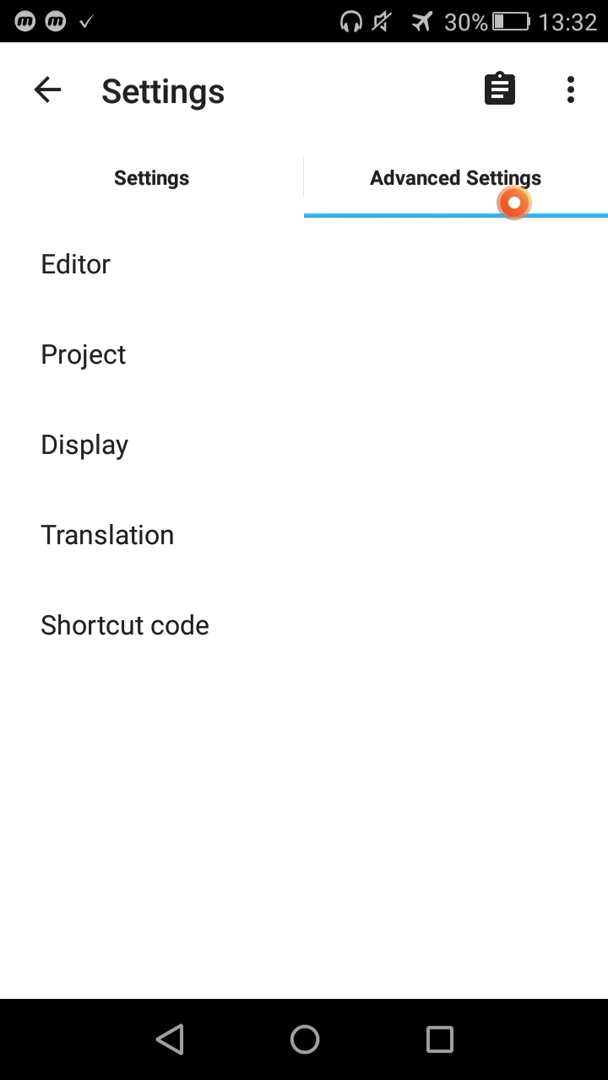 30% 13:32
Settings
Settings Advanced Settings
Editor
Project
Display
Translation
Shortcut code